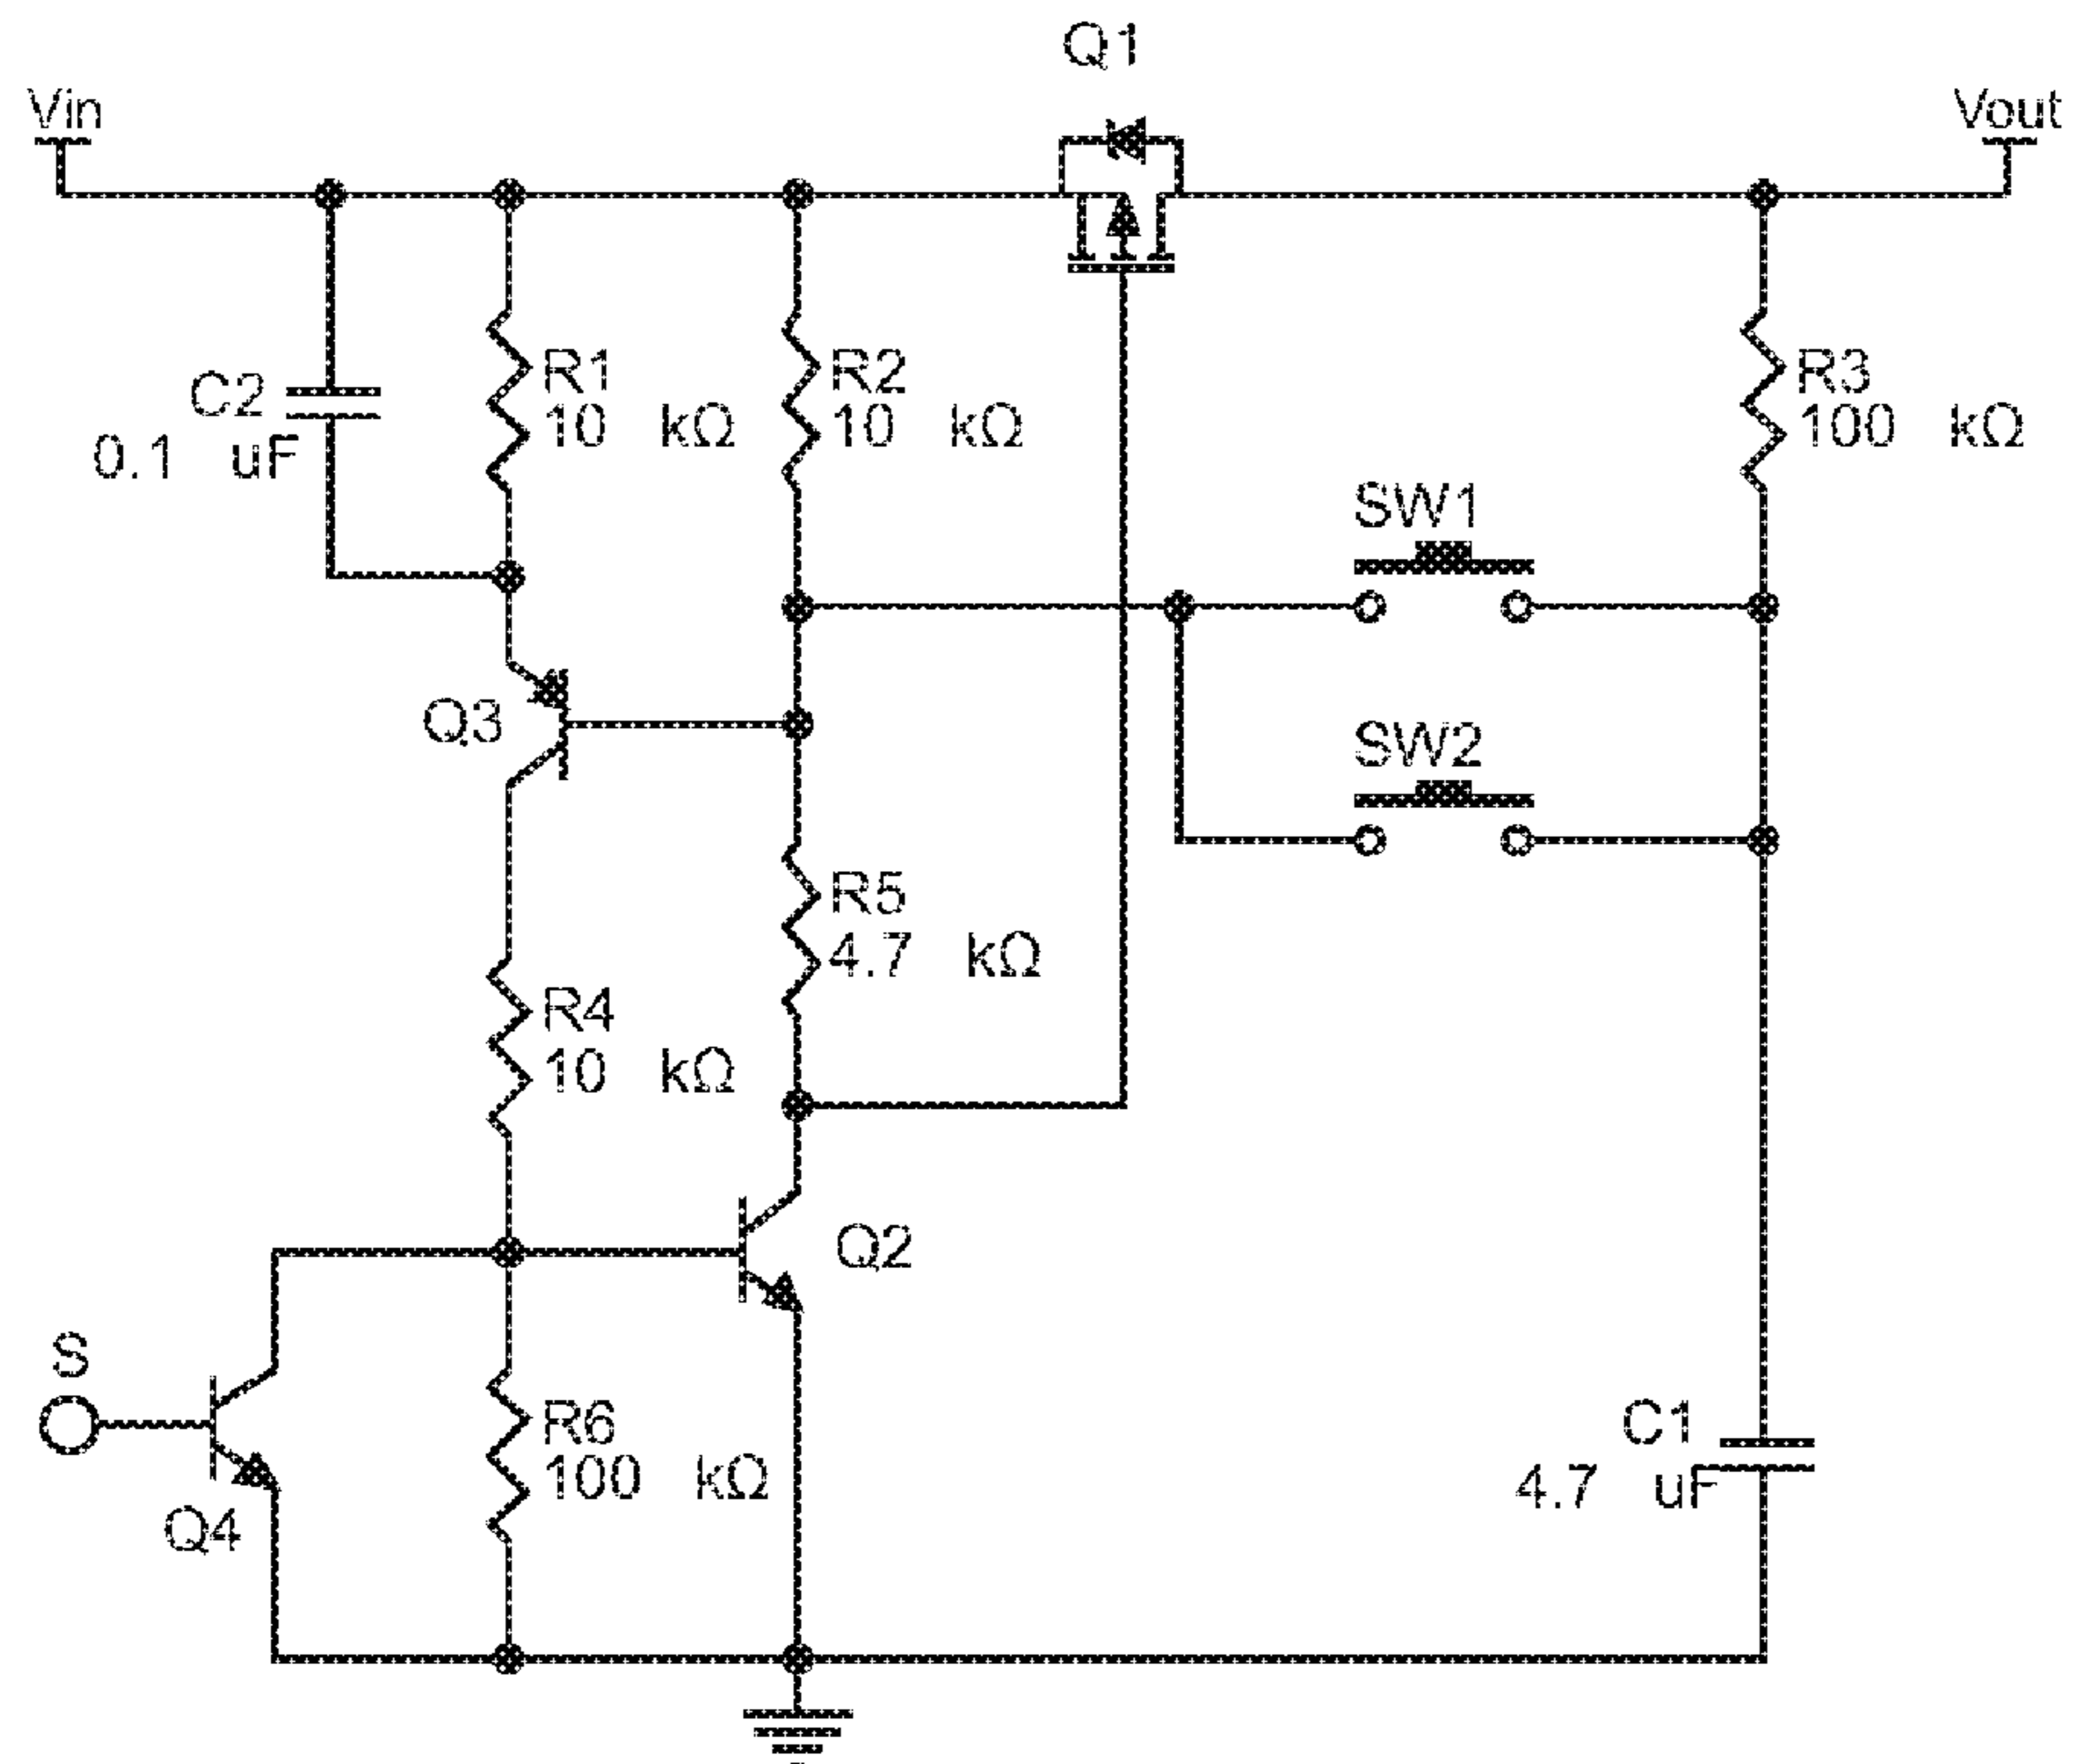 Q1
Vin
Vout
C2
0.1 uF
R1
10 kΩ
R2
10 kΩ
R3
100 kΩ
SW1
Q3
SW2
R5
4.7 kΩ
R4
10 kΩ
Q2
S
Q4
R6
100 kΩ
C1
4.7 uF